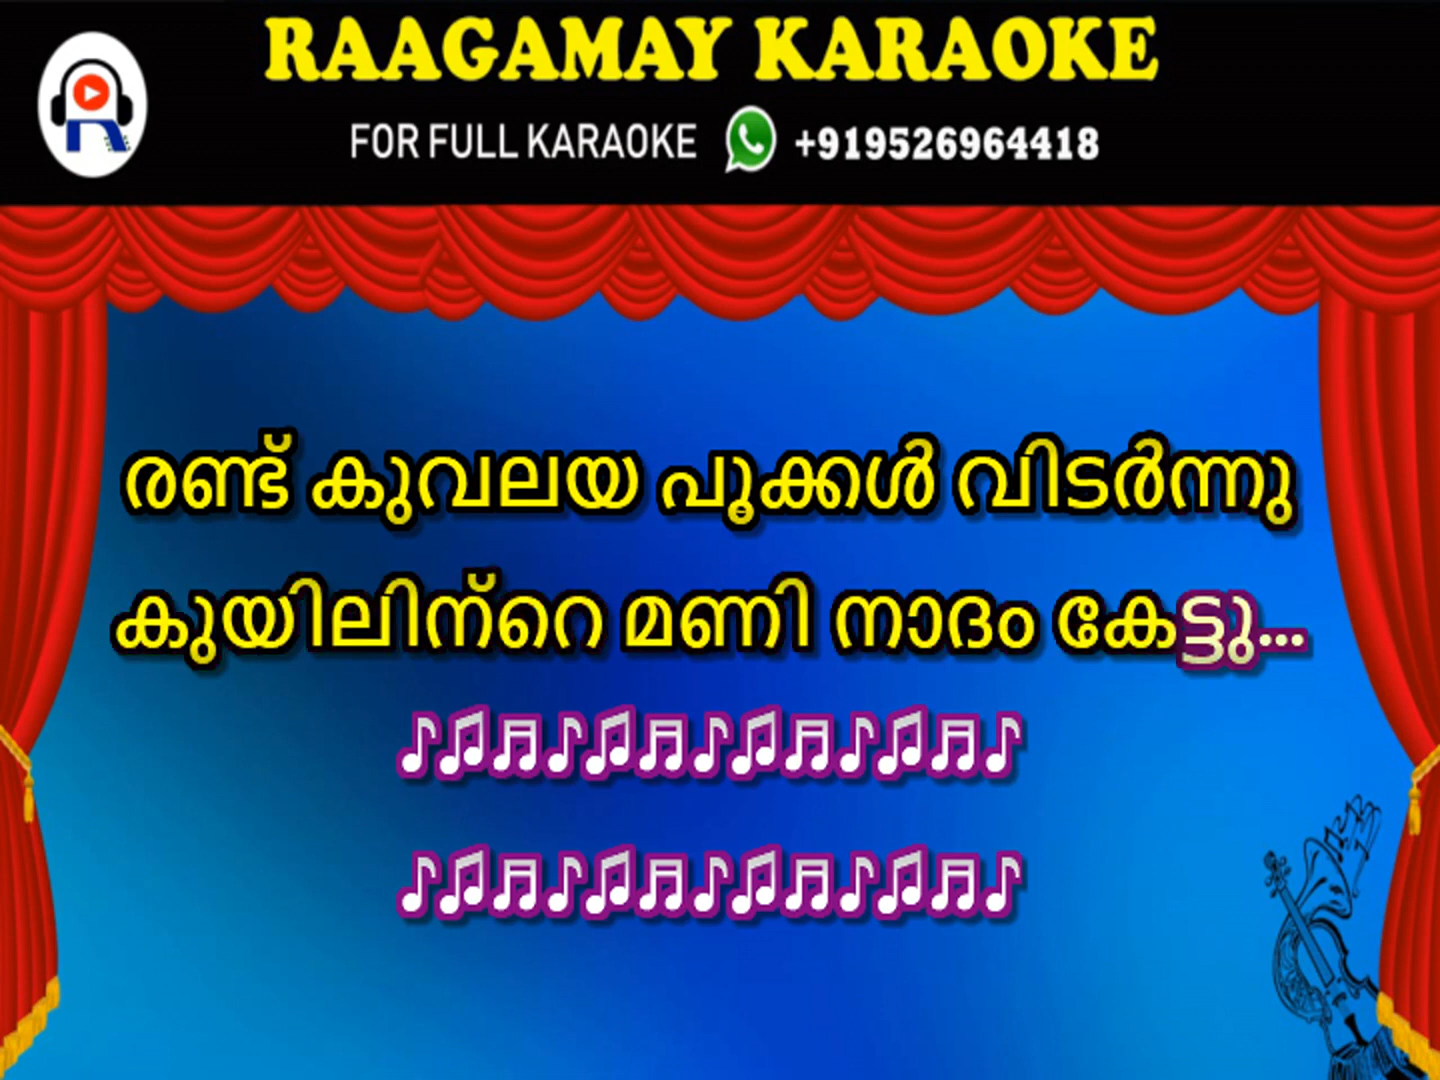 RAAGAMAY KARAOKE
FOR FULL KARAOKE +919526964418
രണ്ട് കുവലയ പൂക്കൾ വിടർന്നു
കുയിലിന്റെ മണി നാദം കേട്ടു...
♪♫♬♪♫♬♪♫♬♪♫♬♪
♪♫♬♪♫♬♪♫♬♪♫♬♪